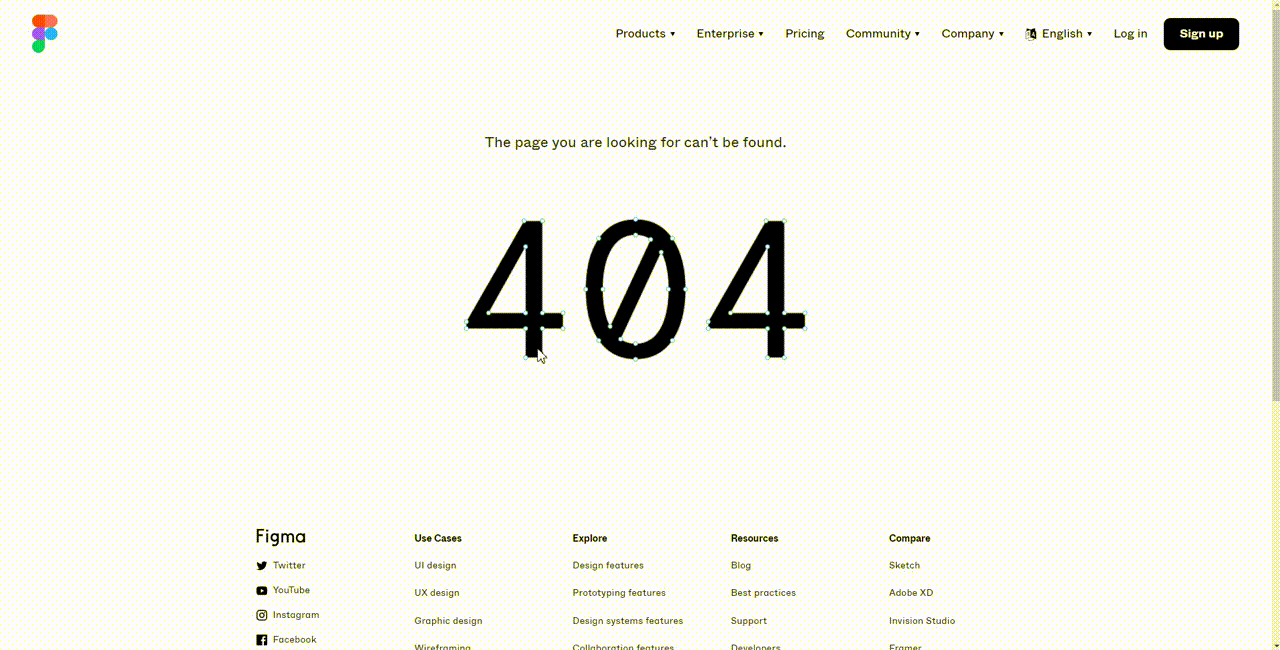 Products ▾ Enterprise ▾ Pricing Community ▾ Company ▾ English ▾ Log in Sign up
The page you are looking for can't be found.
404
Figma
Twitter
YouTube
Instagram
Facebook
Use Cases
UI design
UX design
Graphic design
Wireframing
Explore
Design features
Prototyping features
Design systems features
Collaboration features
Resources
Blog
Best practices
Support
Developers
Compare
Sketch
Adobe XD
Invision Studio
Framer